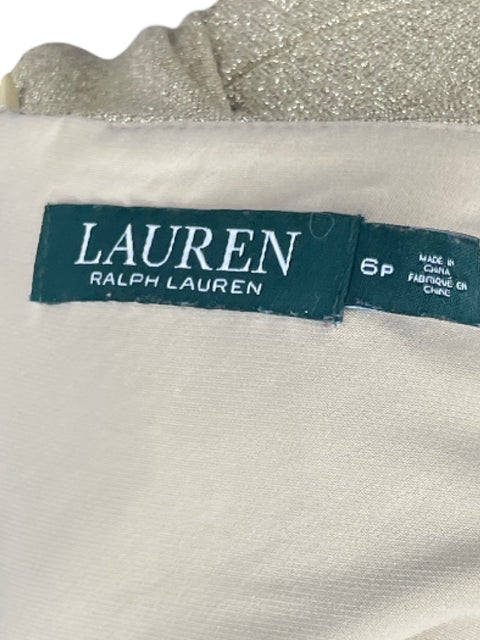 LAUREN
RALPH LAUREN
6P
MADE IN
CHINA
FABRIQUÉ EN
CHINE